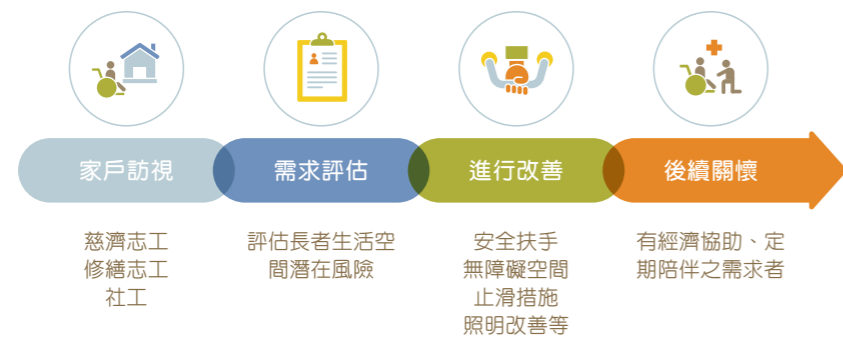 家戶訪視
需求評估
進行改善
後續關懷
慈濟志工
修繕志工
社工
評估長者生活空
間潛在風險
安全扶手
無障礙空間
止滑措施
照明改善等
有經濟協助、定
期陪伴之需求者